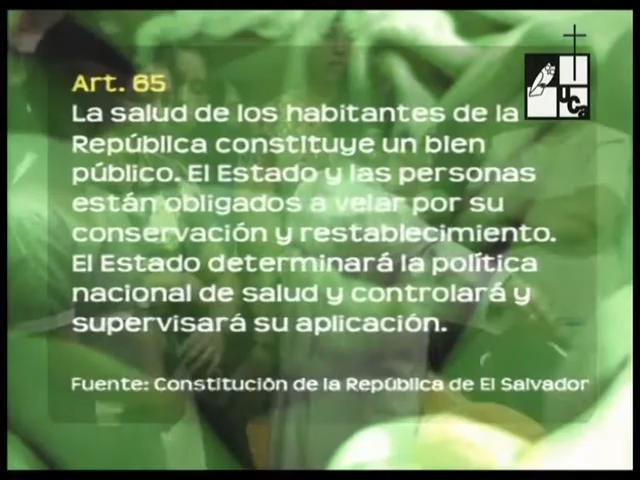 Art. 65
La salud de los habitantes de la
República constituye un bien
público. El Estado y las personas
están obligados a velar por su
conservación y restablecimiento.
El Estado determinará la política
nacional de salud y controlará y
supervisará su aplicación.
Fuente: Constitución de la República de El Salvador
uca